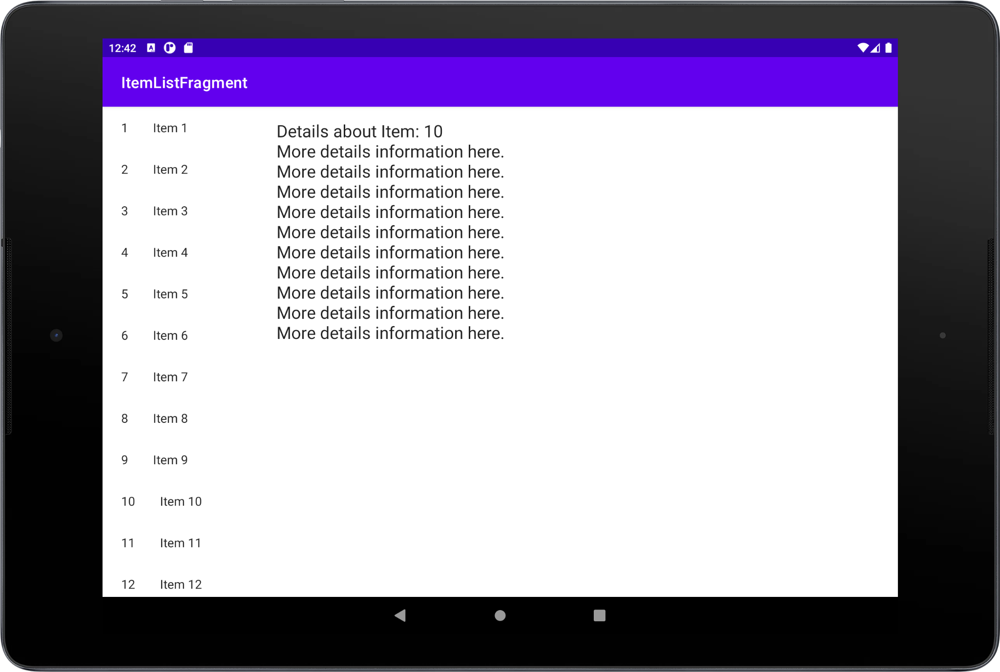 12:42
ItemListFragment
1 Item 1
2 Item 2
3 Item 3
4 Item 4
5 Item 5
6 Item 6
7 Item 7
8 Item 8
9 Item 9
10 Item 10
11 Item 11
12 Item 12
Details about Item: 10
More details information here.
More details information here.
More details information here.
More details information here.
More details information here.
More details information here.
More details information here.
More details information here.
More details information here.
More details information here.